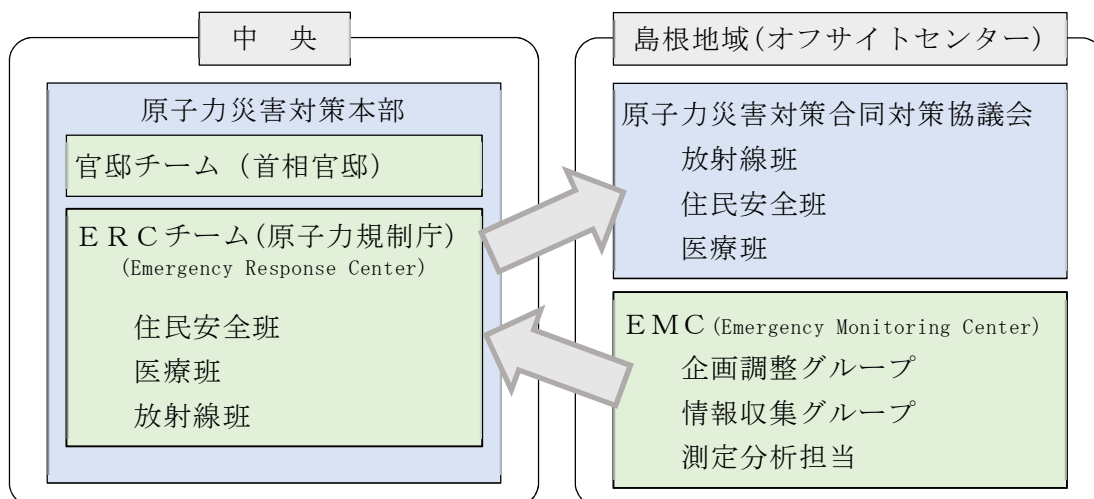 中　央
原子力災害対策本部
官邸チーム（首相官邸）
ＥＲＣチーム(原子力規制庁)
(Emergency Response Center)
住民安全班
医療班
放射線班
島根地域(オフサイトセンター)
原子力災害対策合同対策協議会
放射線班
住民安全班
医療班
ＥＭＣ(Emergency Monitoring Center)
企画調整グループ
情報収集グループ
測定分析担当